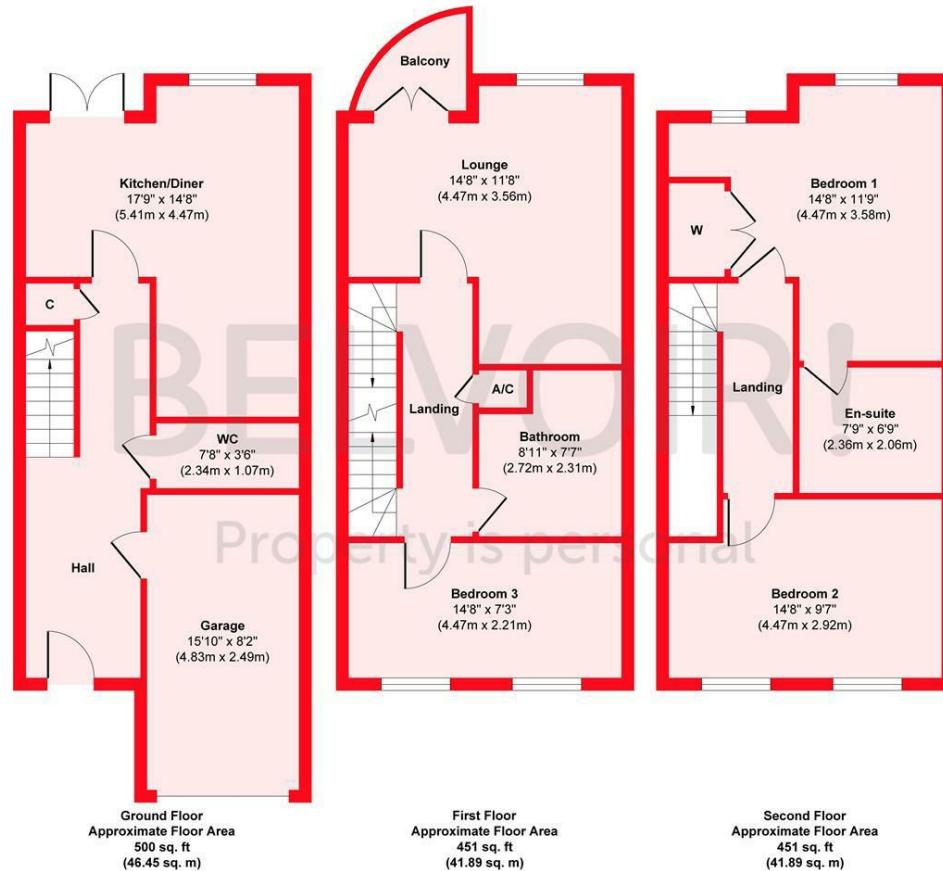 Kitchen/Diner
17'9" x 14'8"
(5.41m x 4.47m)
C
WC
7'8" x 3'6"
(2.34m x 1.07m)
Hall
Garage
15'10" x 8'2"
(4.83m x 2.49m)
Ground Floor
Approximate Floor Area
500 sq. ft
(46.45 sq. m)
Balcony
Lounge
14'8" x 11'8"
(4.47m x 3.56m)
A/C
Landing
Bathroom
8'11" x 7'7"
(2.72m x 2.31m)
Bedroom 3
14'8" x 7'3"
(4.47m x 2.21m)
First Floor
Approximate Floor Area
451 sq. ft
(41.89 sq. m)
Bedroom 1
14'8" x 11'9"
(4.47m x 3.58m)
W
Landing
En-suite
7'9" x 6'9"
(2.36m x 2.06m)
Bedroom 2
14'8" x 9'7"
(4.47m x 2.92m)
Second Floor
Approximate Floor Area
451 sq. ft
(41.89 sq. m)
BELVOIR!
Property is personal